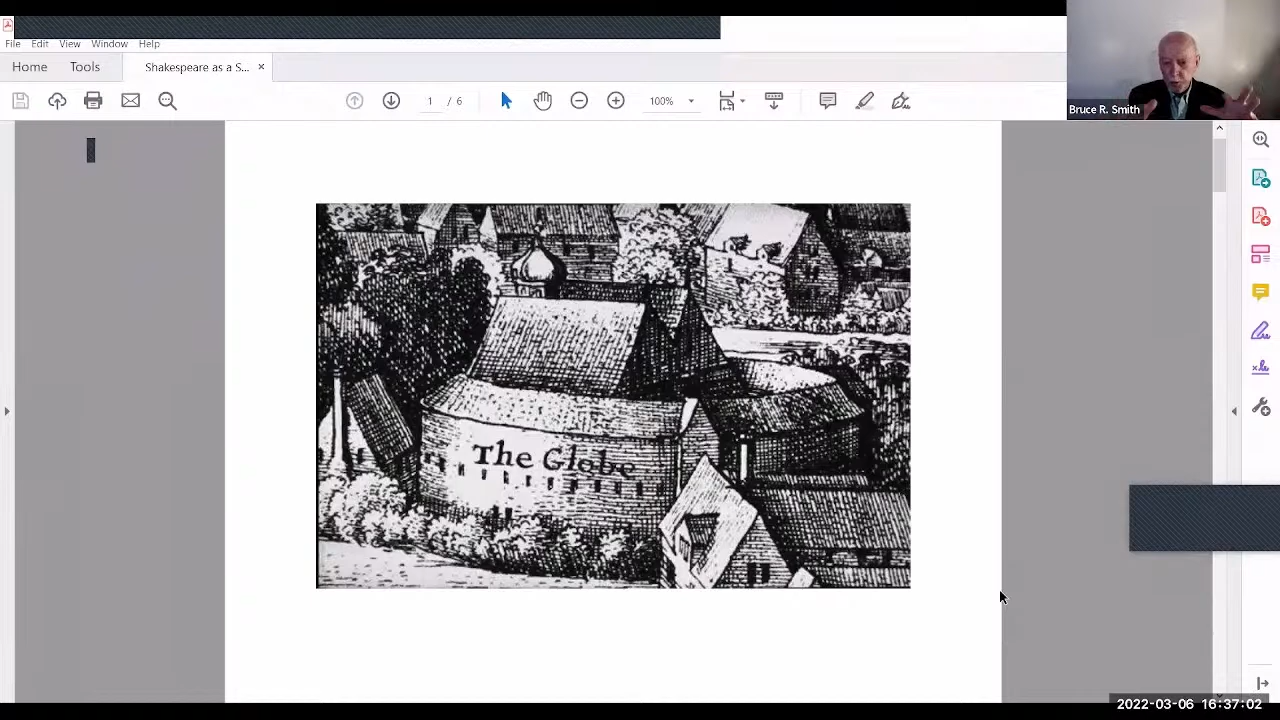 File Edit View Window Help
Home Tools Shakespeare as a S... ×
1 / 6 100%
Bruce R. Smith
The Globe
2022-03-06 16:37:02